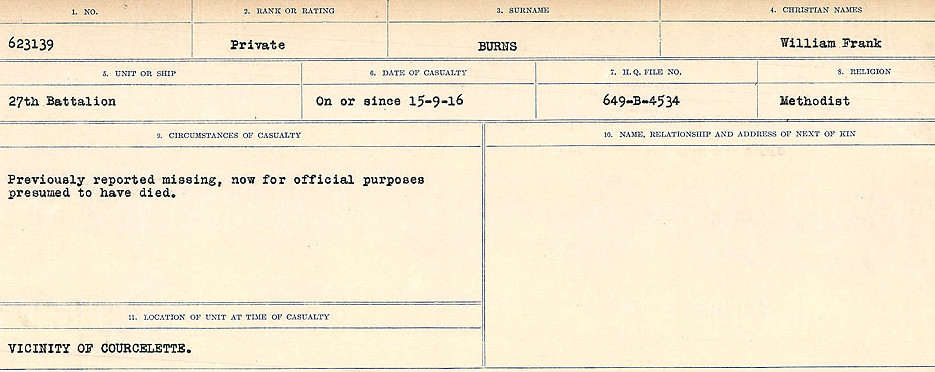 1. NO. 2. RANK OR RATING 3. SURNAME 4. CHRISTIAN NAMES
623139 Private BURNS William Frank
5. UNIT OR SHIP 6. DATE OF CASUALTY 7. H.Q. FILE NO. 8. RELIGION
27th Battalion On or since 15-9-16 649-B-4534 Methodist
9. CIRCUMSTANCES OF CASUALTY
Previously reported missing, now for official purposes
presumed to have died.
10. NAME, RELATIONSHIP AND ADDRESS OF NEXT OF KIN
11. LOCATION OF UNIT AT TIME OF CASUALTY
VICINITY OF COURCELETTE.